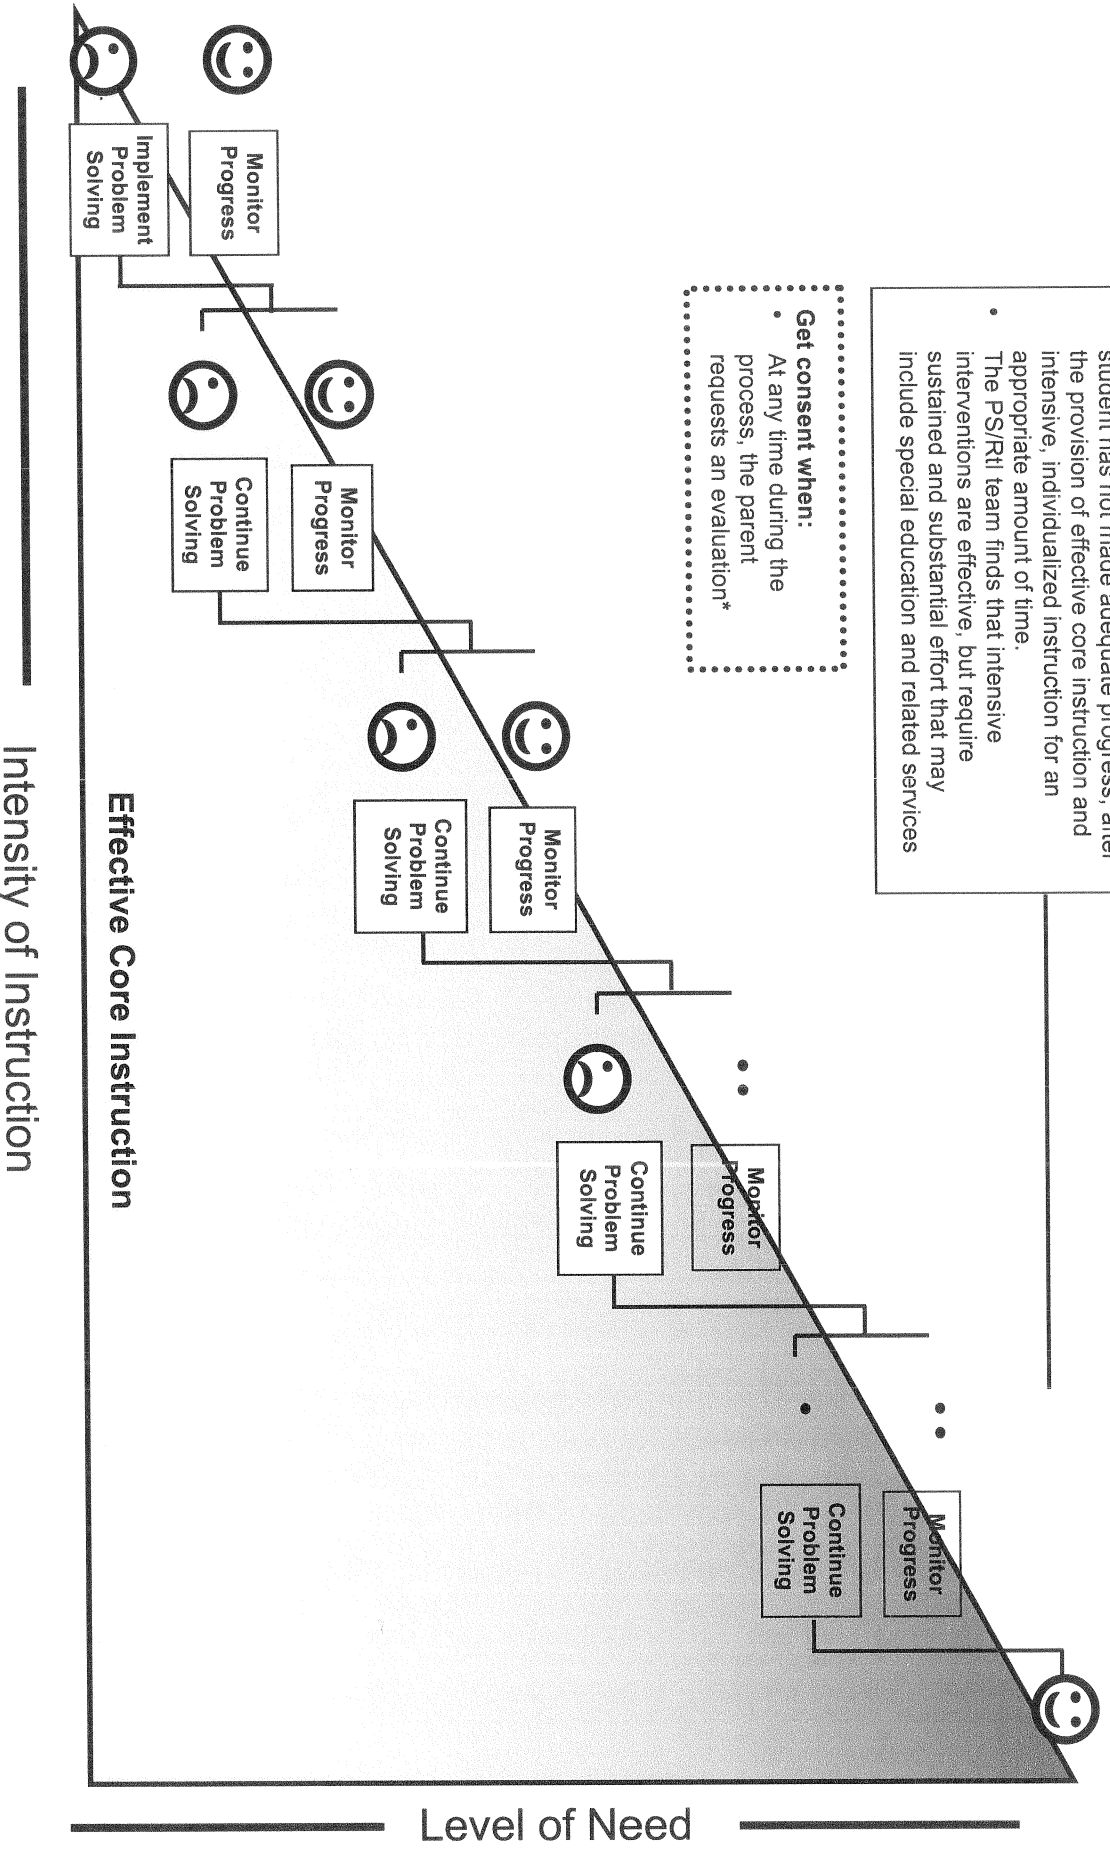 student has not made adequate progress, after
the provision of effective core instruction and
intensive, individualized instruction for an
appropriate amount of time.
• The PS/RtI team finds that intensive
interventions are effective, but require
sustained and substantial effort that may
include special education and related services
Get consent when:
• At any time during the
process, the parent
requests an evaluation*
Monitor
Progress
Continue
Problem
Solving
Monitor
Progress
Continue
Problem
Solving
Monitor
Progress
Continue
Problem
Solving
Monitor
Progress
Continue
Problem
Solving
Monitor
Progress
Implement
Problem
Solving
Effective Core Instruction
Intensity of Instruction
Level of Need